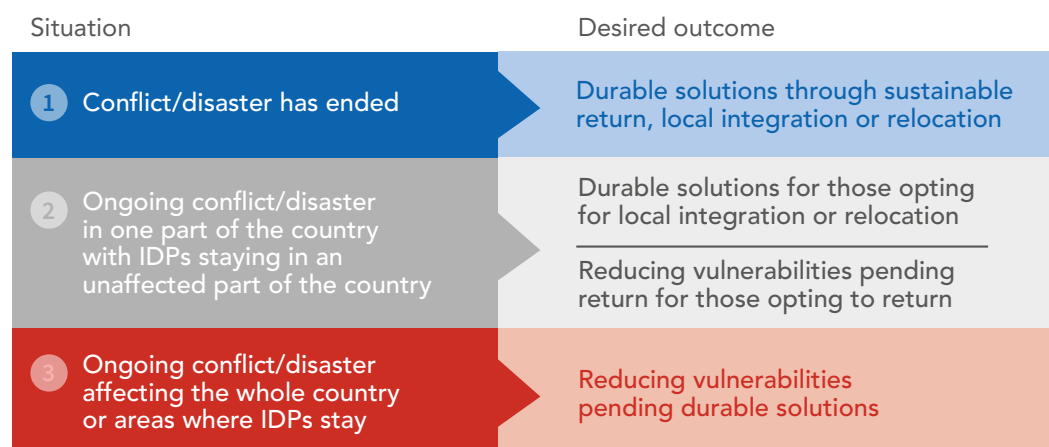 Situation
Desired outcome
1
Conflict/disaster has ended
Durable solutions through sustainable
return, local integration or relocation
2
Ongoing conflict/disaster
in one part of the country
with IDPs staying in an
unaffected part of the country
Durable solutions for those opting
for local integration or relocation
Reducing vulnerabilities pending
return for those opting to return
3
Ongoing conflict/disaster
affecting the whole country
or areas where IDPs stay
Reducing vulnerabilities
pending durable solutions